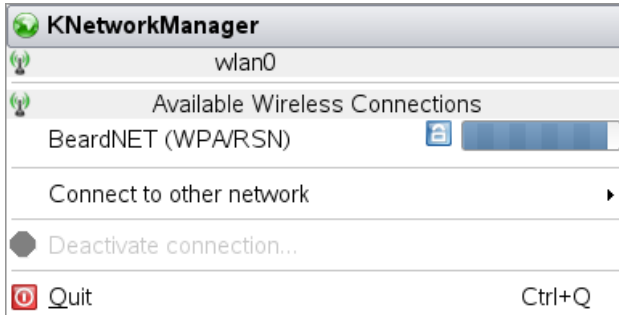 KNetworkManager
wlan0
Available Wireless Connections
BeardNET (WPA/RSN)
Connect to other network
Deactivate connection...
Quit Ctrl+Q